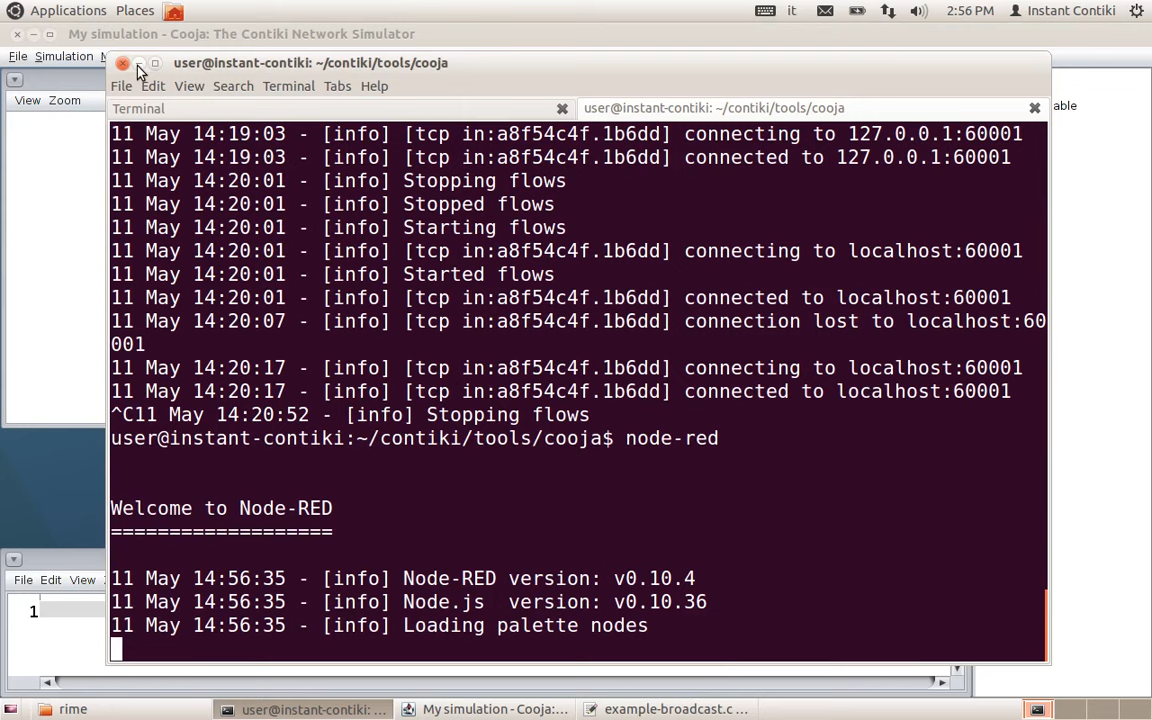 Applications Places it 2:56 PM Instant Contiki
My simulation - Cooja: The Contiki Network Simulator
File Simulation
user@instant-contiki: ~/contiki/tools/cooja
File Edit View Search Terminal Tabs Help
View Zoom
Terminal user@instant-contiki: ~/contiki/tools/cooja
able
11 May 14:19:03 - [info] [tcp in:a8f54c4f.1b6dd] connecting to 127.0.0.1:60001
11 May 14:19:03 - [info] [tcp in:a8f54c4f.1b6dd] connected to 127.0.0.1:60001
11 May 14:20:01 - [info] Stopping flows
11 May 14:20:01 - [info] Stopped flows
11 May 14:20:01 - [info] Starting flows
11 May 14:20:01 - [info] [tcp in:a8f54c4f.1b6dd] connecting to localhost:60001
11 May 14:20:01 - [info] Started flows
11 May 14:20:01 - [info] [tcp in:a8f54c4f.1b6dd] connected to localhost:60001
11 May 14:20:07 - [info] [tcp in:a8f54c4f.1b6dd] connection lost to localhost:60
001
11 May 14:20:17 - [info] [tcp in:a8f54c4f.1b6dd] connecting to localhost:60001
11 May 14:20:17 - [info] [tcp in:a8f54c4f.1b6dd] connected to localhost:60001
^C11 May 14:20:52 - [info] Stopping flows
user@instant-contiki:~/contiki/tools/cooja$ node-red
Welcome to Node-RED
===================
11 May 14:56:35 - [info] Node-RED version: v0.10.4
11 May 14:56:35 - [info] Node.js  version: v0.10.36
11 May 14:56:35 - [info] Loading palette nodes
File Edit View
1
rime user@instant-contiki: ... My simulation - Cooja:... example-broadcast.c ...